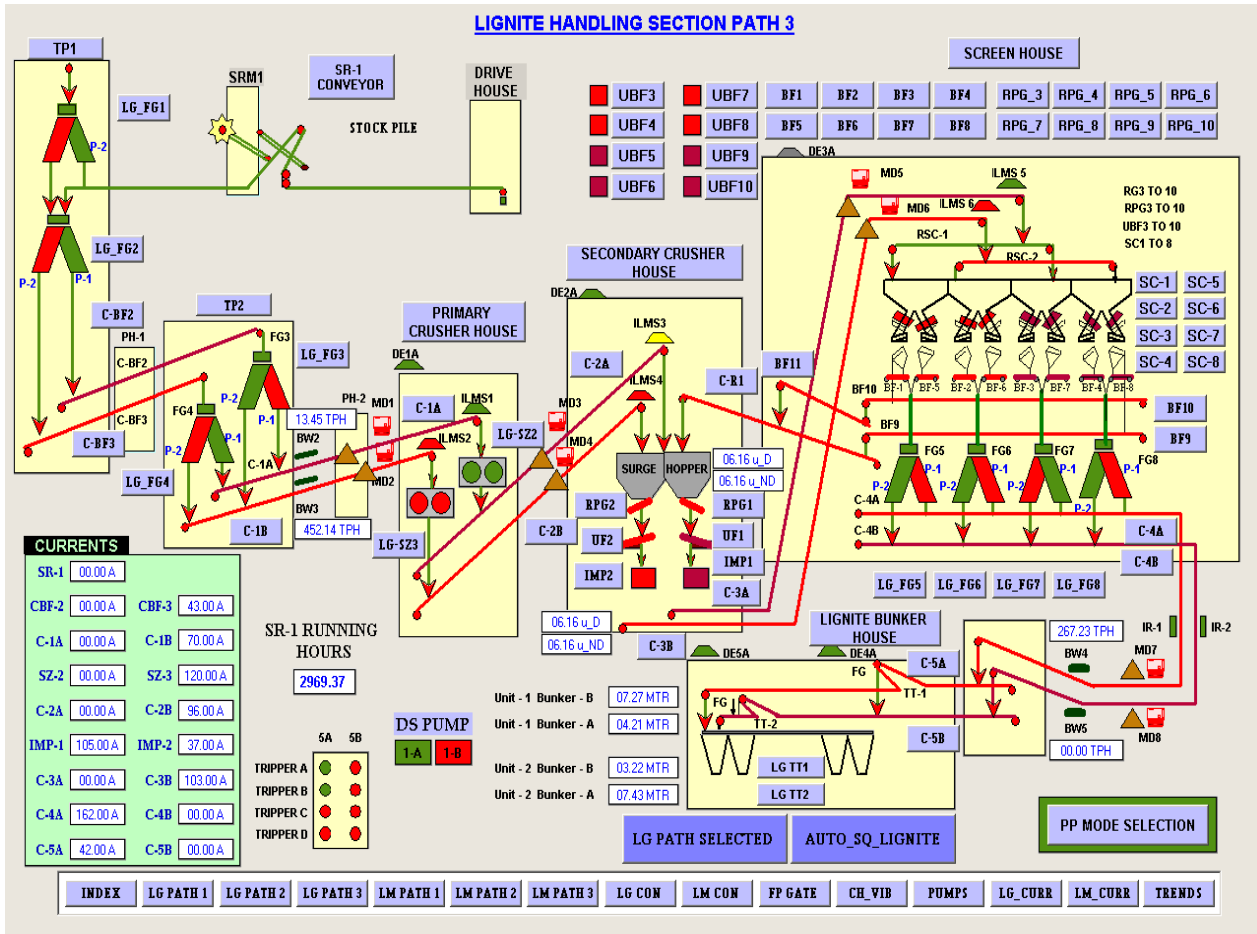 LIGNITE HANDLING SECTION PATH 3
TP1
LG_FG1
P-2
LG_FG2
P-2
P-1
C-BF2
C-BF3
PH-1
C-BF2
C-BF3
SRM1
SR-1
CONVEYOR
STOCK PILE
DRIVE
HOUSE
TP2
FG3
LG_FG3
FG4
P-2
P-1
P-2
P-1
C-1A
LG_FG4
C-1B
13.45 TPH
BW2
BW3
452.14 TPH
PH-2
MD1
MD2
PRIMARY
CRUSHER HOUSE
DE1A
C-1A
ILMS1
ILMS2
LG-SZ2
LG-SZ3
MD3
MD4
SECONDARY CRUSHER
HOUSE
DE2A
ILMS3
C-2A
ILMS4
C-R1
SURGE
HOPPER
06.16 u_D
06.16 u_ND
RPG2
RPG1
C-2B
UF2
UF1
IMP2
IMP1
C-3A
06.16 u_D
06.16 u_ND
C-3B
SCREEN HOUSE
UBF3
UBF7
BF1
BF2
BF3
BF4
RPG_3
RPG_4
RPG_5
RPG_6
UBF4
UBF8
BF5
BF6
BF7
BF8
RPG_7
RPG_8
RPG_9
RPG_10
UBF5
UBF9
UBF6
UBF10
DE3A
MD5
ILMS 5
MD6
ILMS 6
RG3 TO 10
RPG3 TO 10
UBF3 TO 10
SC1 TO 8
RSC-1
RSC-2
SC-1
SC-5
SC-2
SC-6
SC-3
SC-7
SC-4
SC-8
BF11
BF10
BF-1
BF-5
BF-2
BF-6
BF-3
BF-7
BF-4
BF-8
BF10
BF9
BF9
FG5
FG6
FG7
FG8
P-2
P-1
P-2
P-1
P-2
P-1
P-2
P-1
C-4A
C-4B
C-4A
C-4B
LG_FG5
LG_FG6
LG_FG7
LG_FG8
IR-1
IR-2
LIGNITE BUNKER
HOUSE
DE5A
DE4A
C-5A
FG
TT-1
FG
TT-2
C-5B
LG TT1
LG TT2
267.23 TPH
BW4
MD7
BW5
MD8
00.00 TPH
CURRENTS
SR-1 00.00 A
CBF-2 00.00 A CBF-3 43.00 A
C-1A 00.00 A C-1B 70.00 A
SZ-2 00.00 A SZ-3 120.00 A
C-2A 00.00 A C-2B 96.00 A
IMP-1 105.00 A IMP-2 37.00 A
C-3A 00.00 A C-3B 103.00 A
C-4A 162.00 A C-4B 00.00 A
C-5A 42.00 A C-5B 00.00 A
SR-1 RUNNING
HOURS
2969.37
5A 5B
TRIPPER A
TRIPPER B
TRIPPER C
TRIPPER D
DS PUMP
1-A
1-B
Unit - 1 Bunker - B 07.27 MTR
Unit - 1 Bunker - A 04.21 MTR
Unit - 2 Bunker - B 03.22 MTR
Unit - 2 Bunker - A 07.43 MTR
LG PATH SELECTED
AUTO_SQ_LIGNITE
PP MODE SELECTION
INDEX
LG PATH 1
LG PATH 2
LG PATH 3
LM PATH 1
LM PATH 2
LM PATH 3
LG CON
LM CON
FP GATE
CH_VIB
PUMPS
LG_CURR
LM_CURR
TRENDS